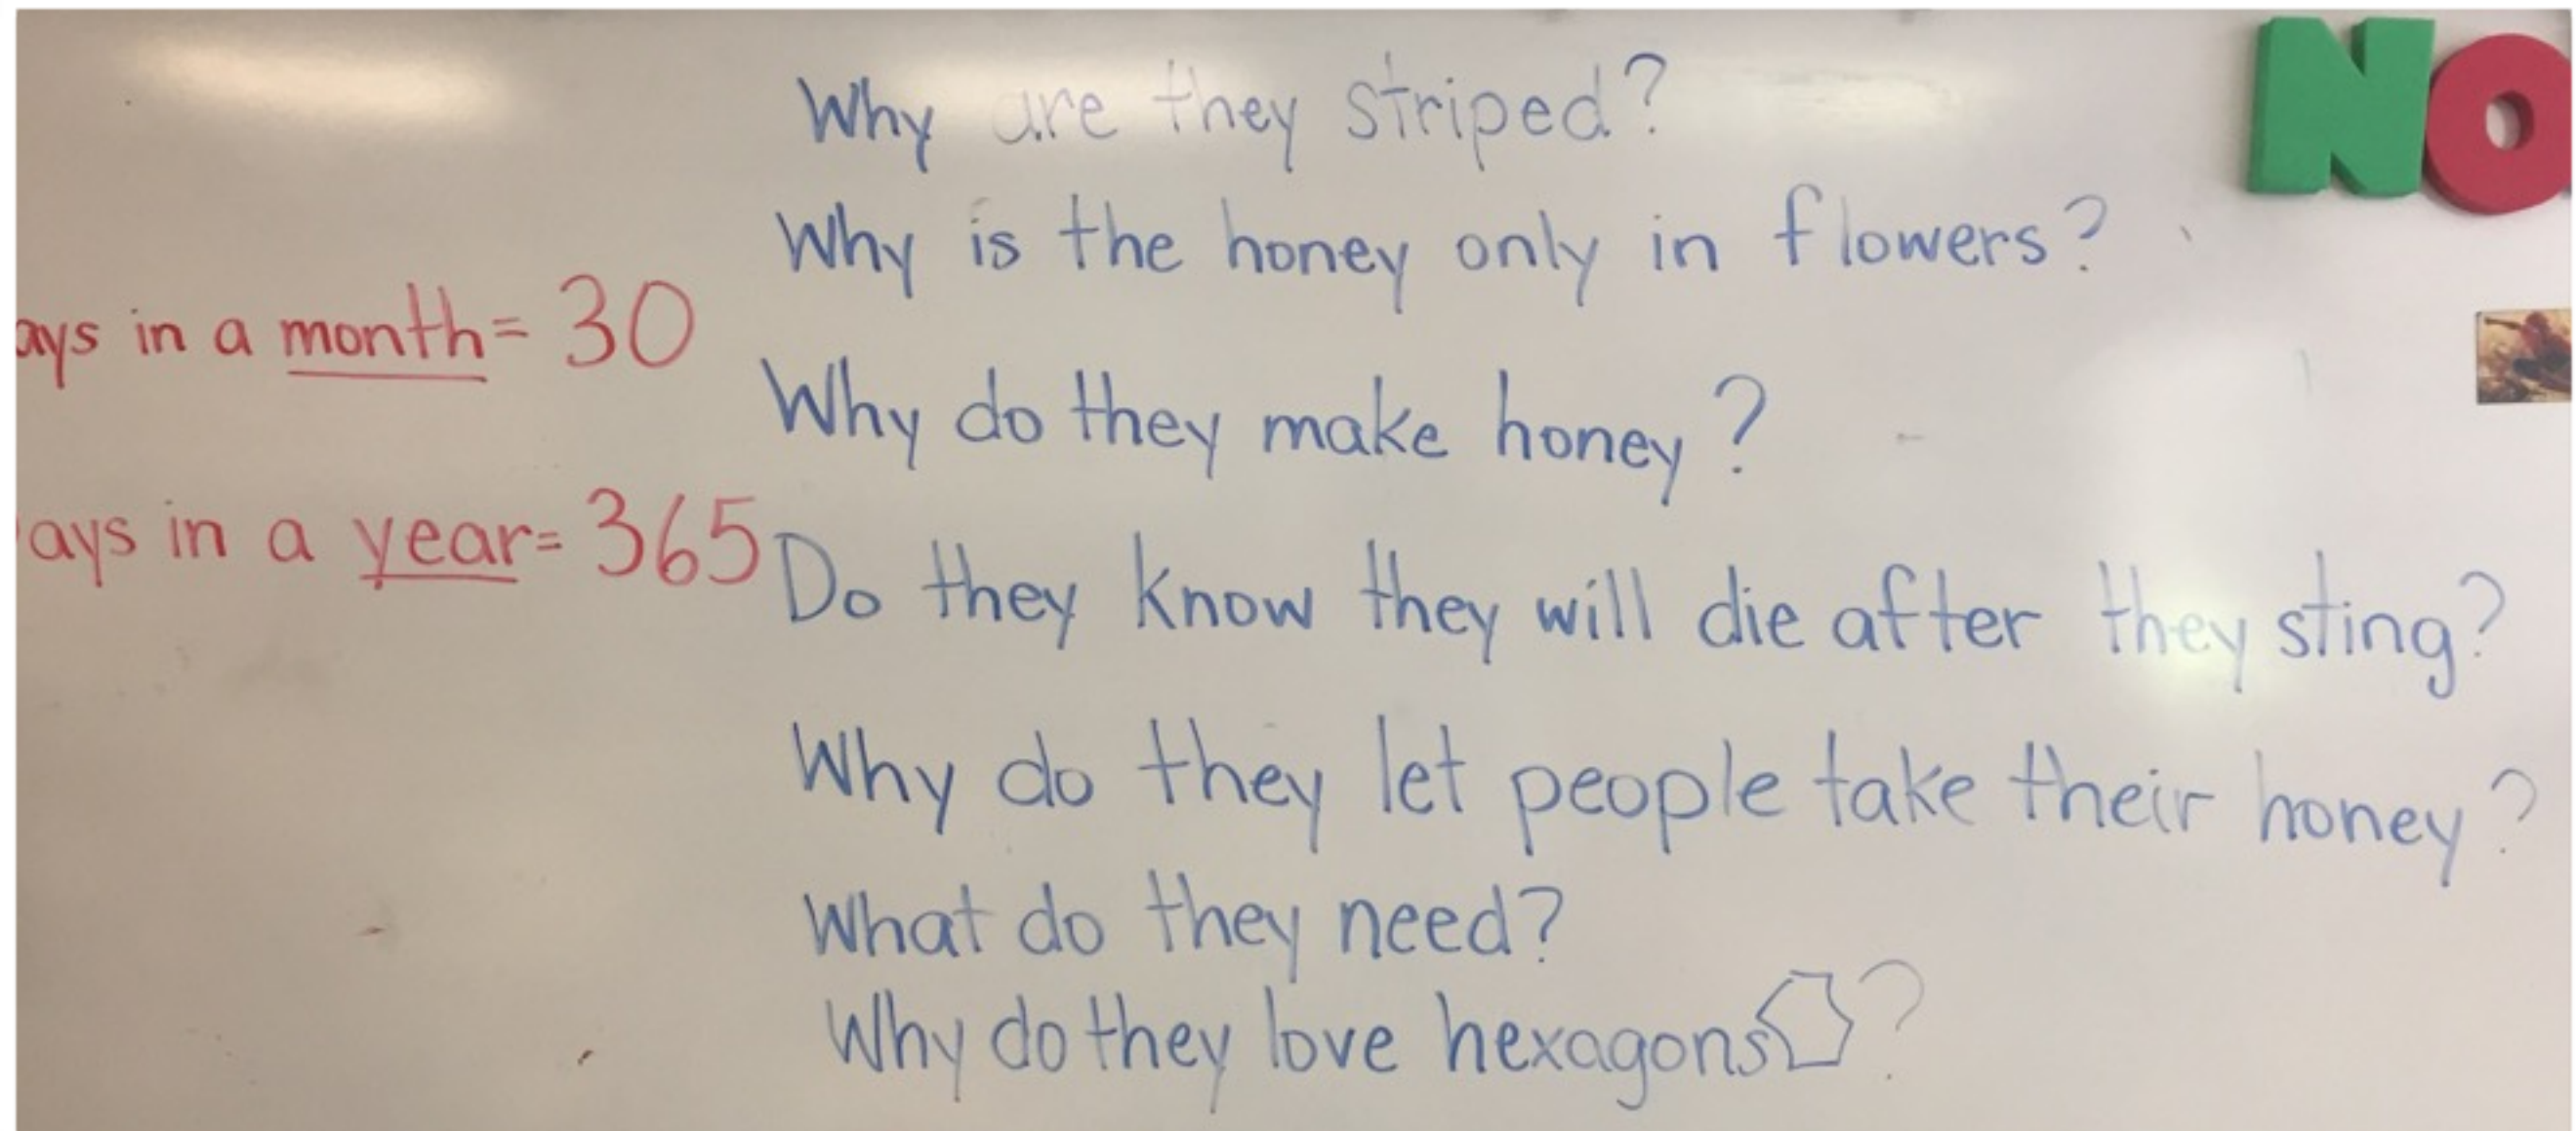 NO
Why are they striped?
Why is the honey only in flowers?
ays in a month = 30
Why do they make honey?
ays in a year = 365
Do they know they will die after they sting?
Why do they let people take their honey?
What do they need?
Why do they love hexagons?